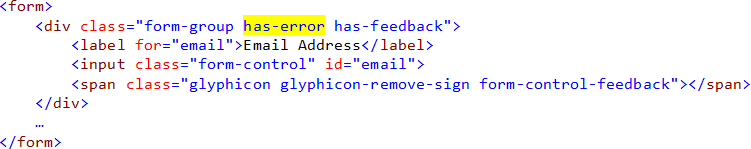 <form>
<div class="form-group has-error has-feedback">
<label for="email">Email Address</label>
<input class="form-control" id="email">
<span class="glyphicon glyphicon-remove-sign form-control-feedback"></span>
</div>
…
</form>